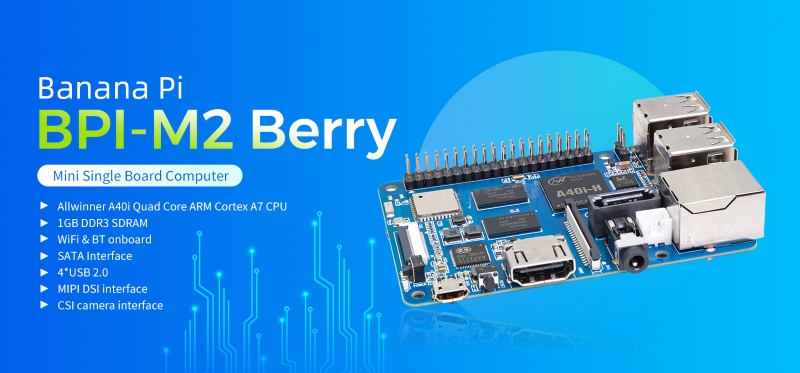 Banana Pi
BPI-M2 Berry
Mini Single Board Computer
Allwinner A40i Quad Core ARM Cortex A7 CPU
1GB DDR3 SDRAM
WiFi & BT onboard
SATA Interface
4*USB 2.0
MIPI DSI interface
CSI camera interface
A40I-H